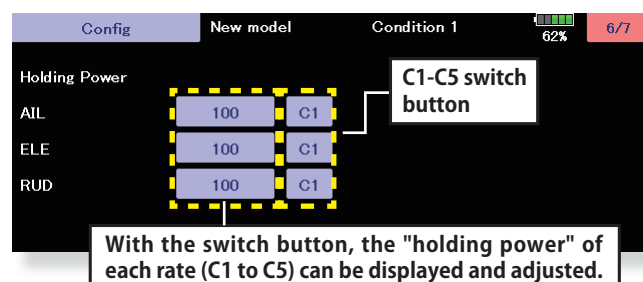 Config New model Condition 1 62% 6/7
Holding Power
C1-C5 switch
button
AIL 100 C1
ELE 100 C1
RUD 100 C1
With the switch button, the "holding power" of
each rate (C1 to C5) can be displayed and adjusted.